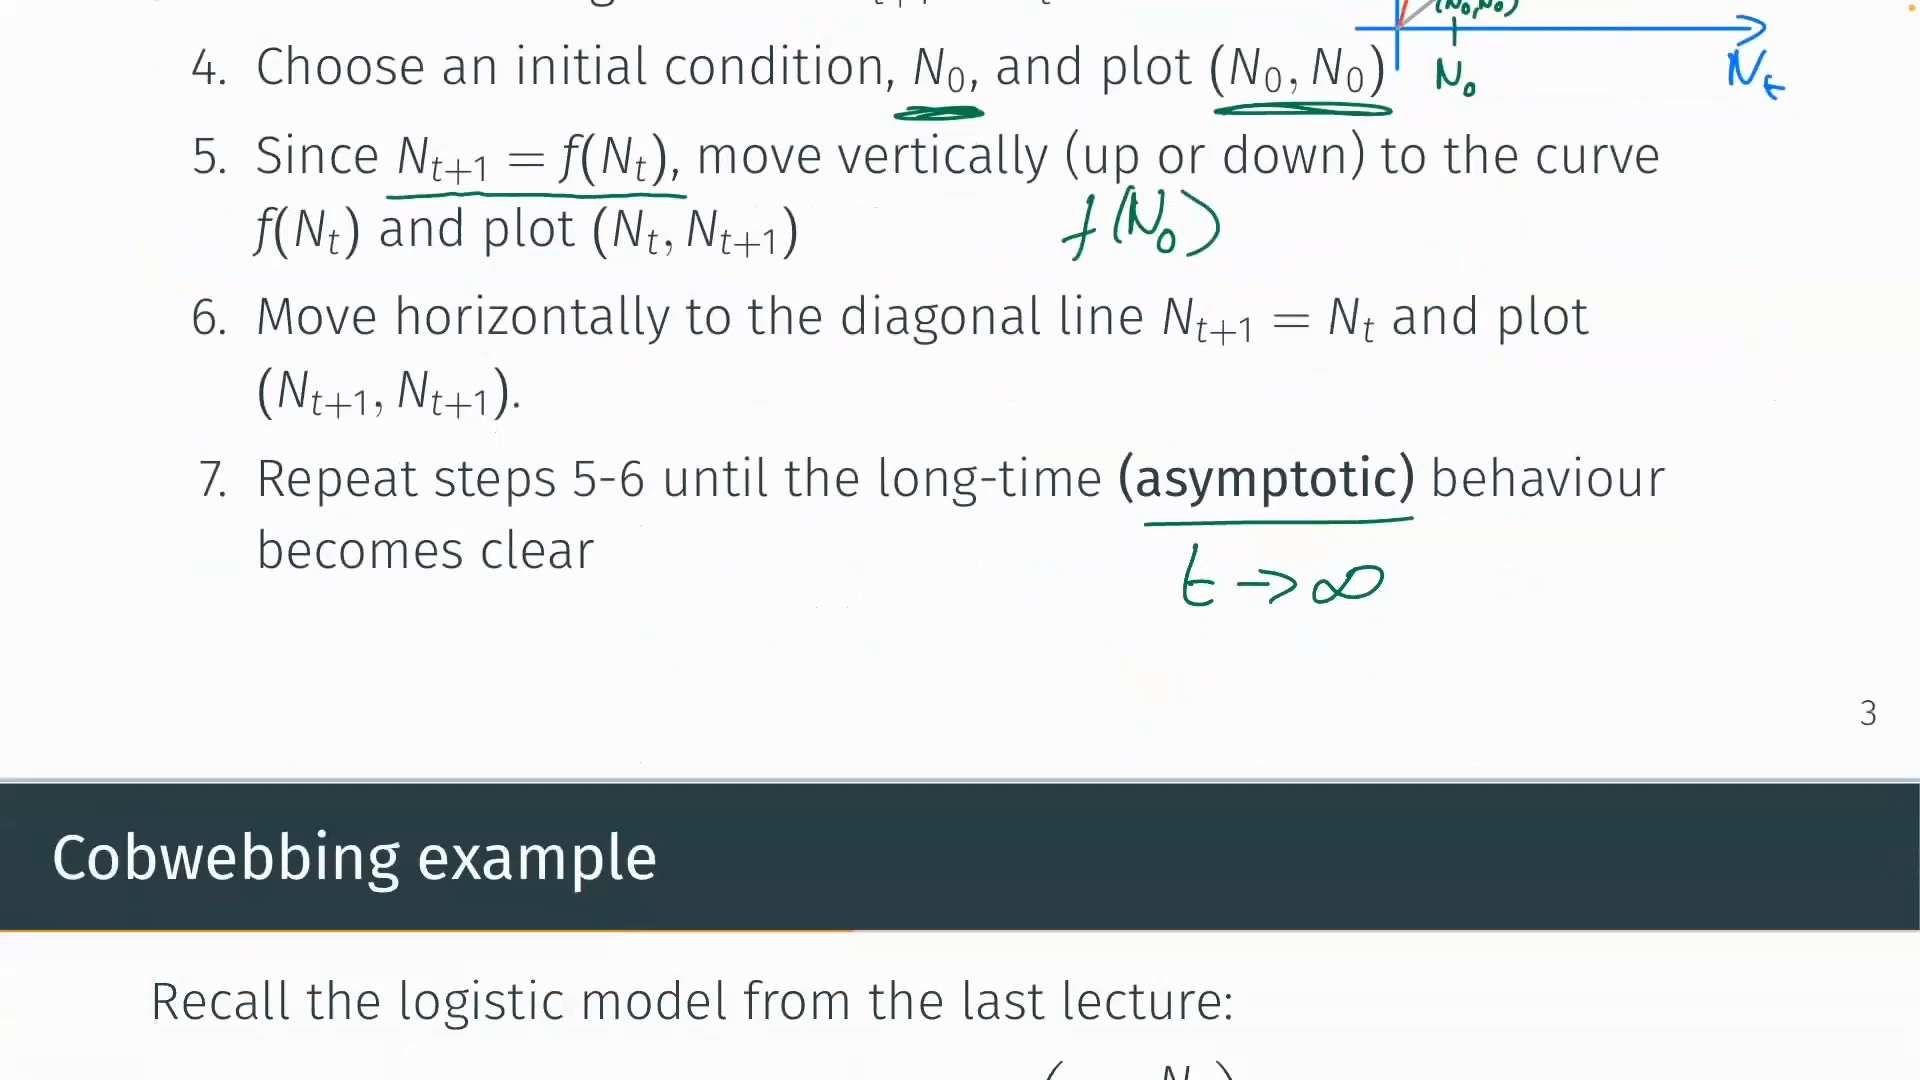 (N₀,N₀)
4. Choose an initial condition, N₀, and plot (N₀, N₀)
N₀
Nₜ
5. Since Nₜ₊₁ = f(Nₜ), move vertically (up or down) to the curve
f(Nₜ) and plot (Nₜ, Nₜ₊₁)
f(N₀)
6. Move horizontally to the diagonal line Nₜ₊₁ = Nₜ and plot
(Nₜ₊₁, Nₜ₊₁).
7. Repeat steps 5-6 until the long-time (asymptotic) behaviour
becomes clear
t → ∞
3
Cobwebbing example
Recall the logistic model from the last lecture: